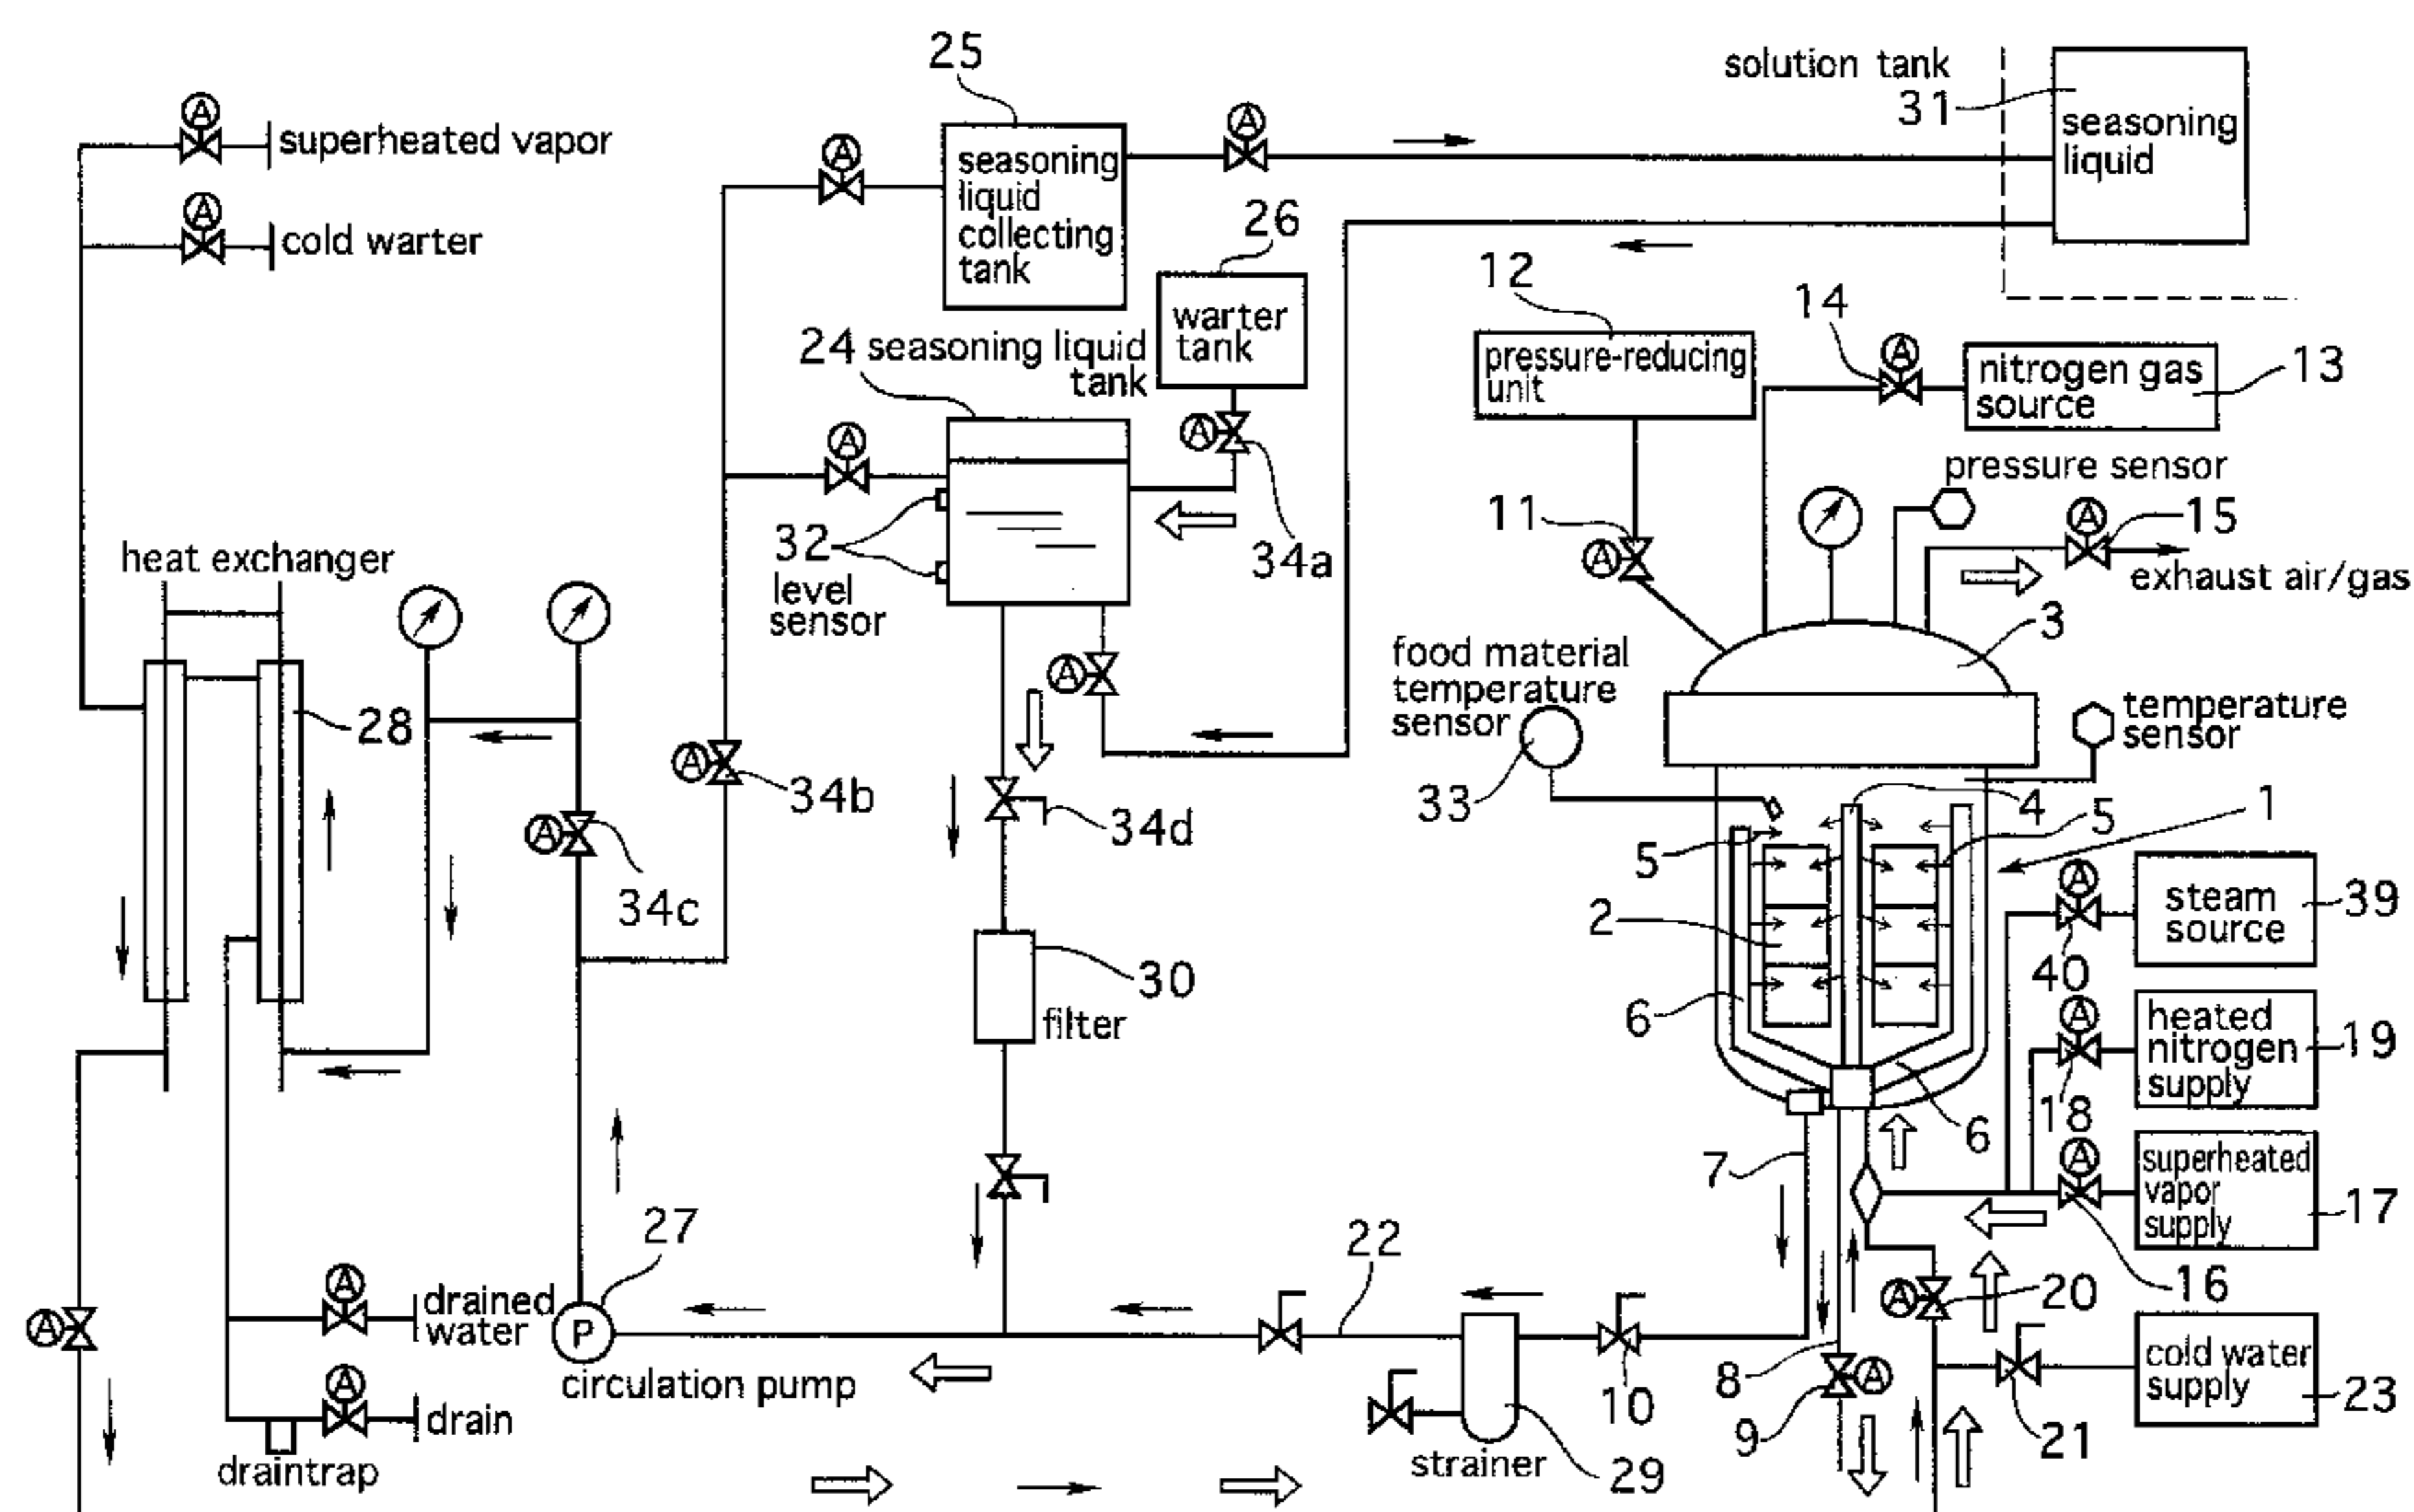 25
solution tank
31
seasoning
liquid
A
superheated vapor
A
cold warter
A
A
seasoning
liquid
collecting
tank
26
warter
tank
12
pressure-reducing
unit
14
A
nitrogen gas
source
13
24 seasoning liquid
tank
A
A
34a
pressure sensor
11
A
A
15
exhaust air/gas
32
level
sensor
heat exchanger
A
3
food material
temperature
sensor
temperature
sensor
28
A
34b
33
34d
4
5
1
A
34c
5
A
steam
source
39
2
40
30
filter
6
A
heated
nitrogen
supply
19
18
6
7
A
superheated
vapor
supply
17
27
22
16
A
20
A
drained
water
P
circulation pump
A
8
A
9
10
cold water
supply
23
21
A
drain
draintrap
strainer
29